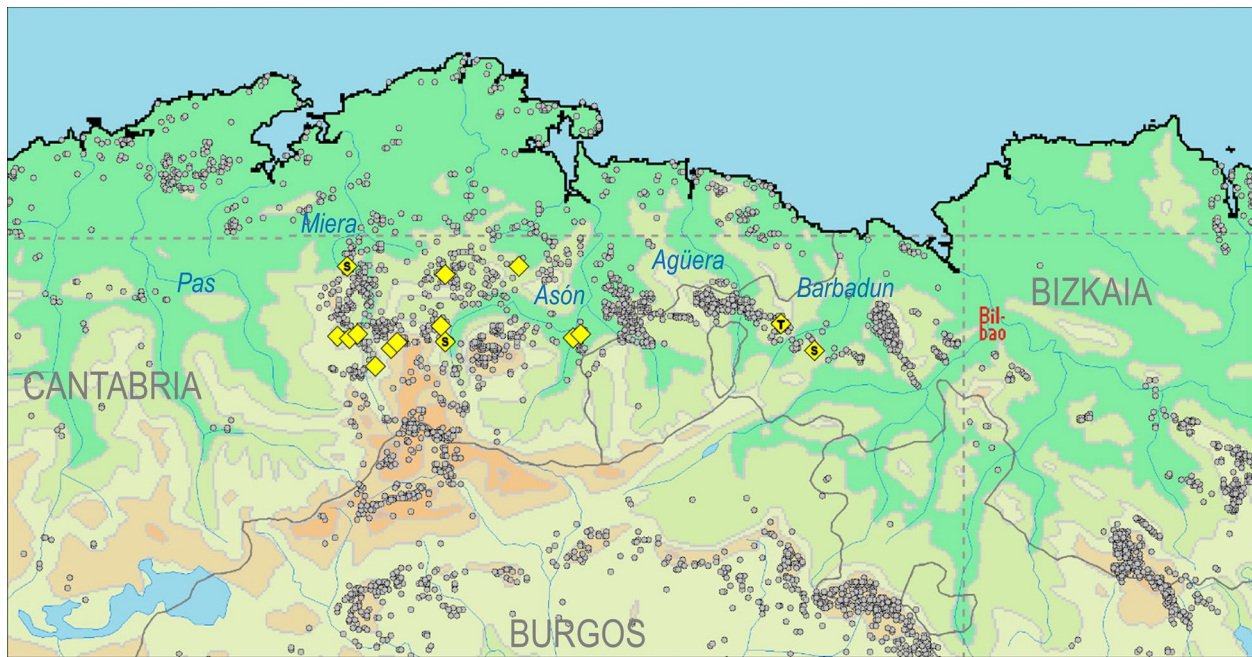 Miera
Pas
Agüera
Asón
Barbadun
S
T
S
S
Bil-
bao
BIZKAIA
CANTABRIA
BURGOS